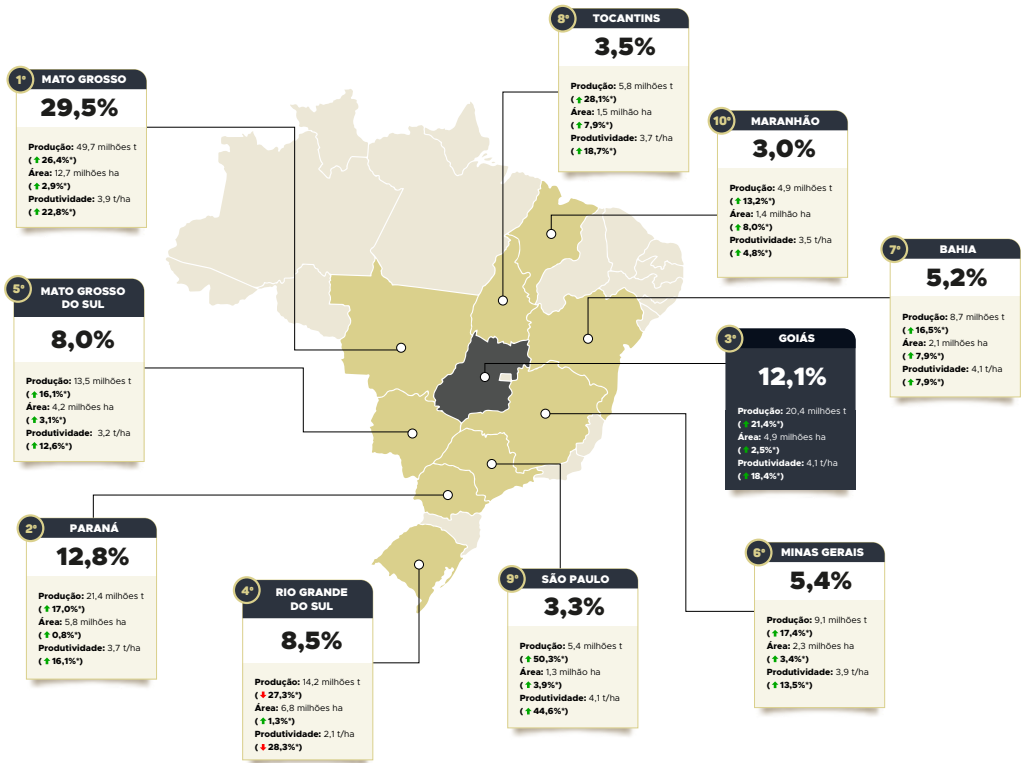 1º MATO GROSSO
29,5%
Produção: 49,7 milhões t
(⬆26,4%*)
Área: 12,7 milhões ha
(⬆2,9%*)
Produtividade: 3,9 t/ha
(⬆22,8%*)
8º TOCANTINS
3,5%
Produção: 5,8 milhões t
(⬆28,1%*)
Área: 1,5 milhão ha
(⬆7,9%*)
Produtividade: 3,7 t/ha
(⬆18,7%*)
10º MARANHÃO
3,0%
Produção: 4,9 milhões t
(⬆13,2%*)
Área: 1,4 milhão ha
(⬆8,0%*)
Produtividade: 3,5 t/ha
(⬆4,8%*)
7º BAHIA
5,2%
Produção: 8,7 milhões t
(⬆16,5%*)
Área: 2,1 milhões ha
(⬆7,9%*)
Produtividade: 4,1 t/ha
(⬆7,9%*)
5º MATO GROSSO
DO SUL
8,0%
Produção: 13,5 milhões t
(⬆16,1%*)
Área: 4,2 milhões ha
(⬆3,1%*)
Produtividade: 3,2 t/ha
(⬆12,6%*)
3º GOIÁS
12,1%
Produção: 20,4 milhões t
(⬆21,4%*)
Área: 4,9 milhões ha
(⬆2,5%*)
Produtividade: 4,1 t/ha
(⬆18,4%*)
2º PARANÁ
12,8%
Produção: 21,4 milhões t
(⬆17,0%*)
Área: 5,8 milhões ha
(⬆0,8%*)
Produtividade: 3,7 t/ha
(⬆16,1%*)
4º RIO GRANDE
DO SUL
8,5%
Produção: 14,2 milhões t
(⬇27,3%*)
Área: 6,8 milhões ha
(⬆1,3%*)
Produtividade: 2,1 t/ha
(⬇28,3%*)
9º SÃO PAULO
3,3%
Produção: 5,4 milhões t
(⬆50,3%*)
Área: 1,3 milhão ha
(⬆3,9%*)
Produtividade: 4,1 t/ha
(⬆44,6%*)
6º MINAS GERAIS
5,4%
Produção: 9,1 milhões t
(⬆17,4%*)
Área: 2,3 milhões ha
(⬆3,4%*)
Produtividade: 3,9 t/ha
(⬆13,5%*)